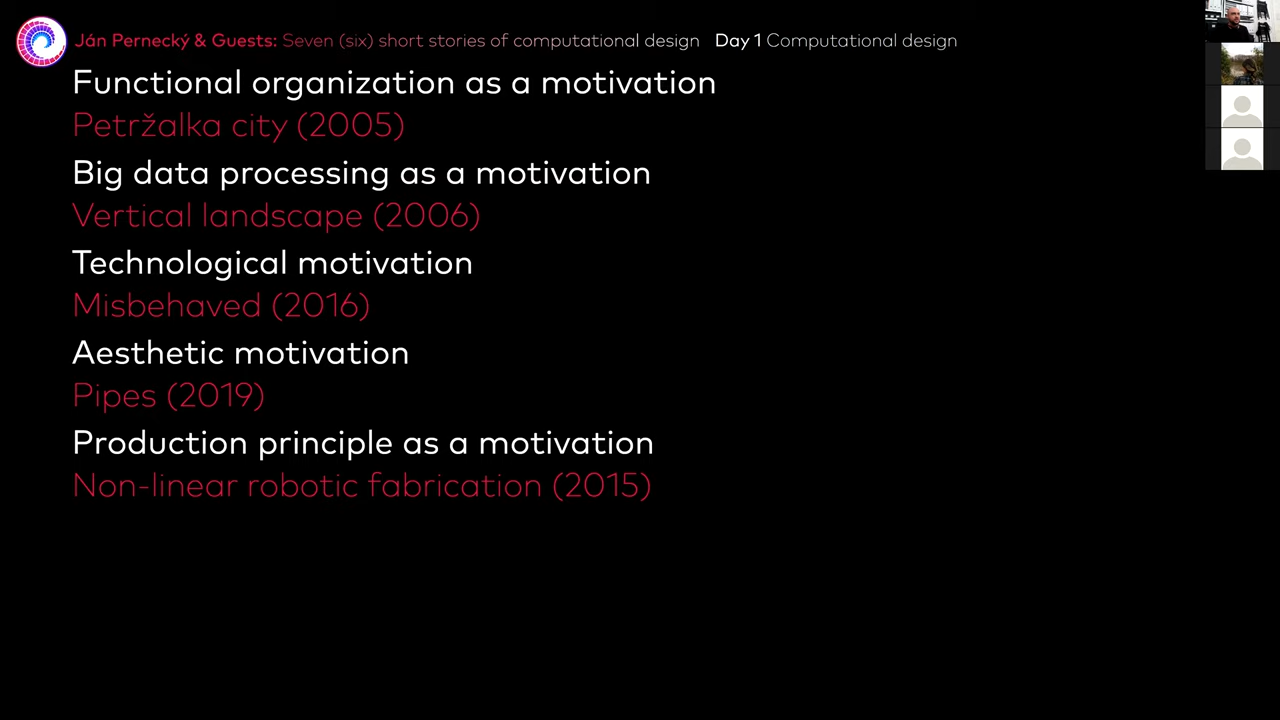 Ján Pernecký & Guests: Seven (six) short stories of computational design Day 1 Computational design
Functional organization as a motivation
Petržalka city (2005)
Big data processing as a motivation
Vertical landscape (2006)
Technological motivation
Misbehaved (2016)
Aesthetic motivation
Pipes (2019)
Production principle as a motivation
Non-linear robotic fabrication (2015)